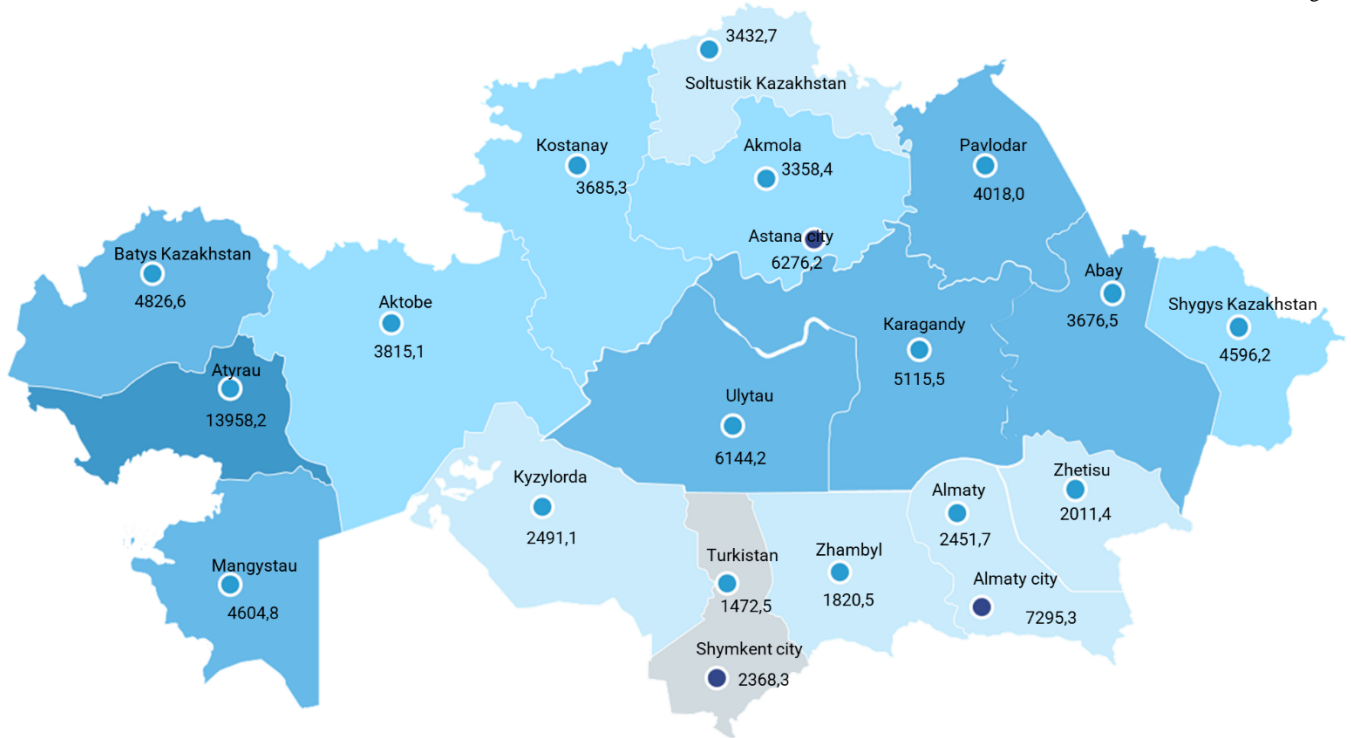 3432,7
Soltustik Kazakhstan
Kostanay
3685,3
Akmola
3358,4
Pavlodar
4018,0
Astana city
6276,2
Batys Kazakhstan
4826,6
Aktobe
3815,1
Abay
3676,5
Shygys Kazakhstan
4596,2
Karagandy
5115,5
Atyrau
13958,2
Ulytau
6144,2
Kyzylorda
2491,1
Almaty
2451,7
Zhetisu
2011,4
Mangystau
4604,8
Turkistan
1472,5
Zhambyl
1820,5
Almaty city
7295,3
Shymkent city
2368,3